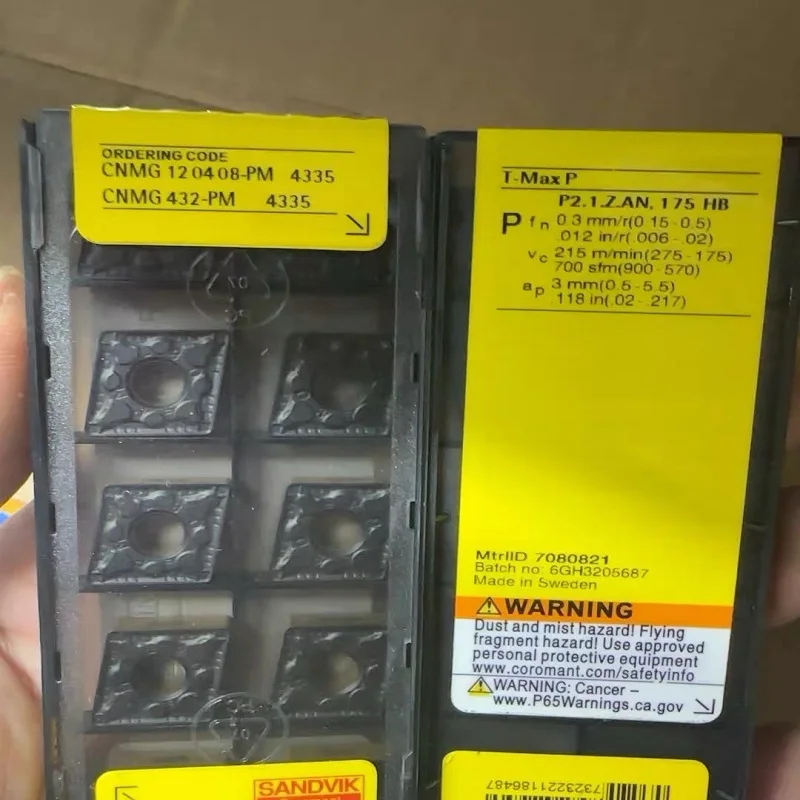 ORDERING CODE
CNMG 12 04 08-PM 4335
CNMG 432-PM 4335
T-Max P
P2.1.Z.AN, 175 HB
P fn 0.3 mm/r(0.15-0.5)
.012 in/r(.006-.02)
vc 215 m/min(275-175)
700 sfm(900-570)
ap 3 mm(0.5-5.5)
.118 in(.02-.217)
MtrlID 7080821
Batch no: 6GH3205687
Made in Sweden
WARNING
Dust and mist hazard! Flying
fragment hazard! Use approved
personal protective equipment
www.coromant.com/safetyinfo
WARNING: Cancer –
www.P65Warnings.ca.gov
SANDVIK
7323221186487